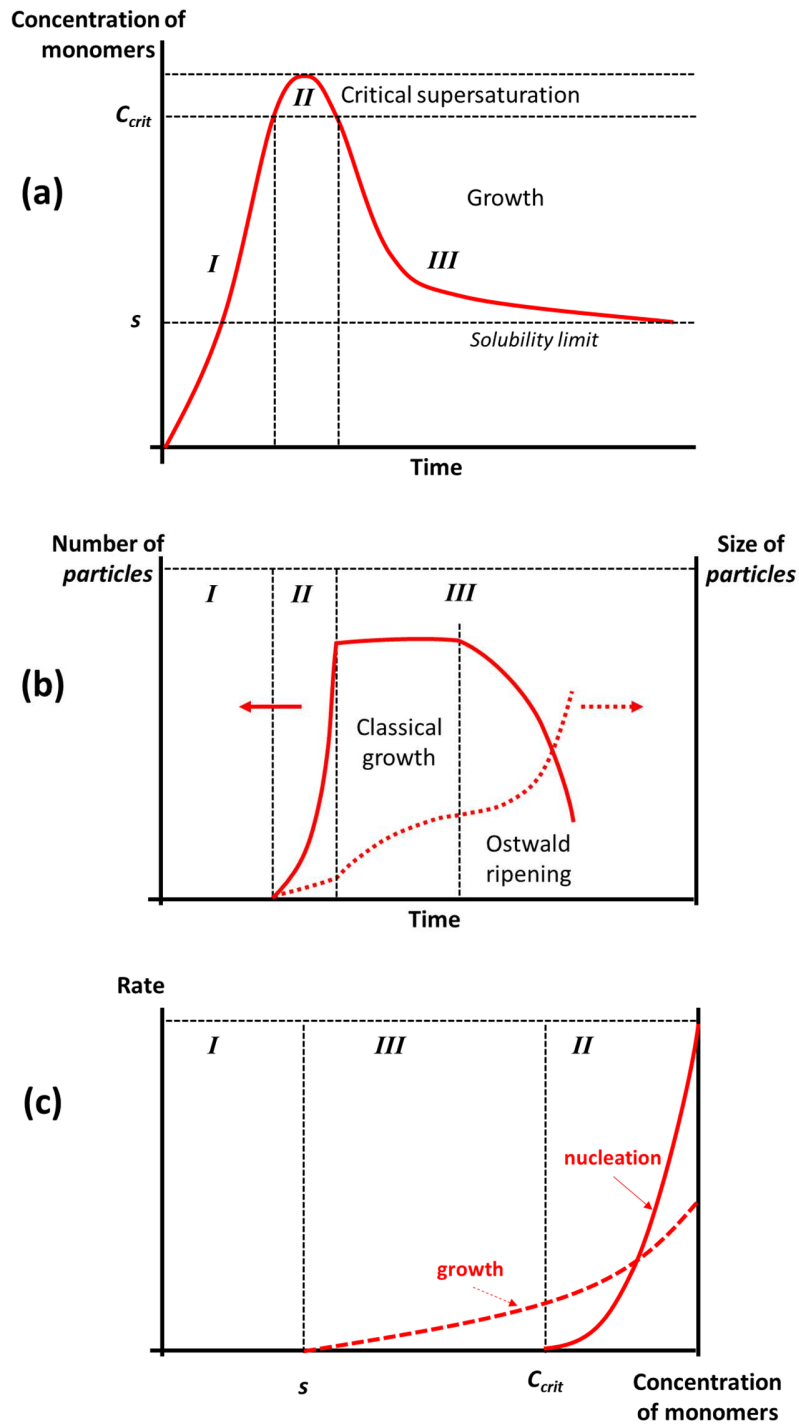 Concentration of
monomers
II
Critical supersaturation
C_crit
(a)
Growth
I
III
s
Solubility limit
Time
Number of
particles
Size of
particles
I
II
III
(b)
Classical
growth
Ostwald
ripening
Time
Rate
I
III
II
(c)
nucleation
growth
s
C_crit
Concentration
of monomers